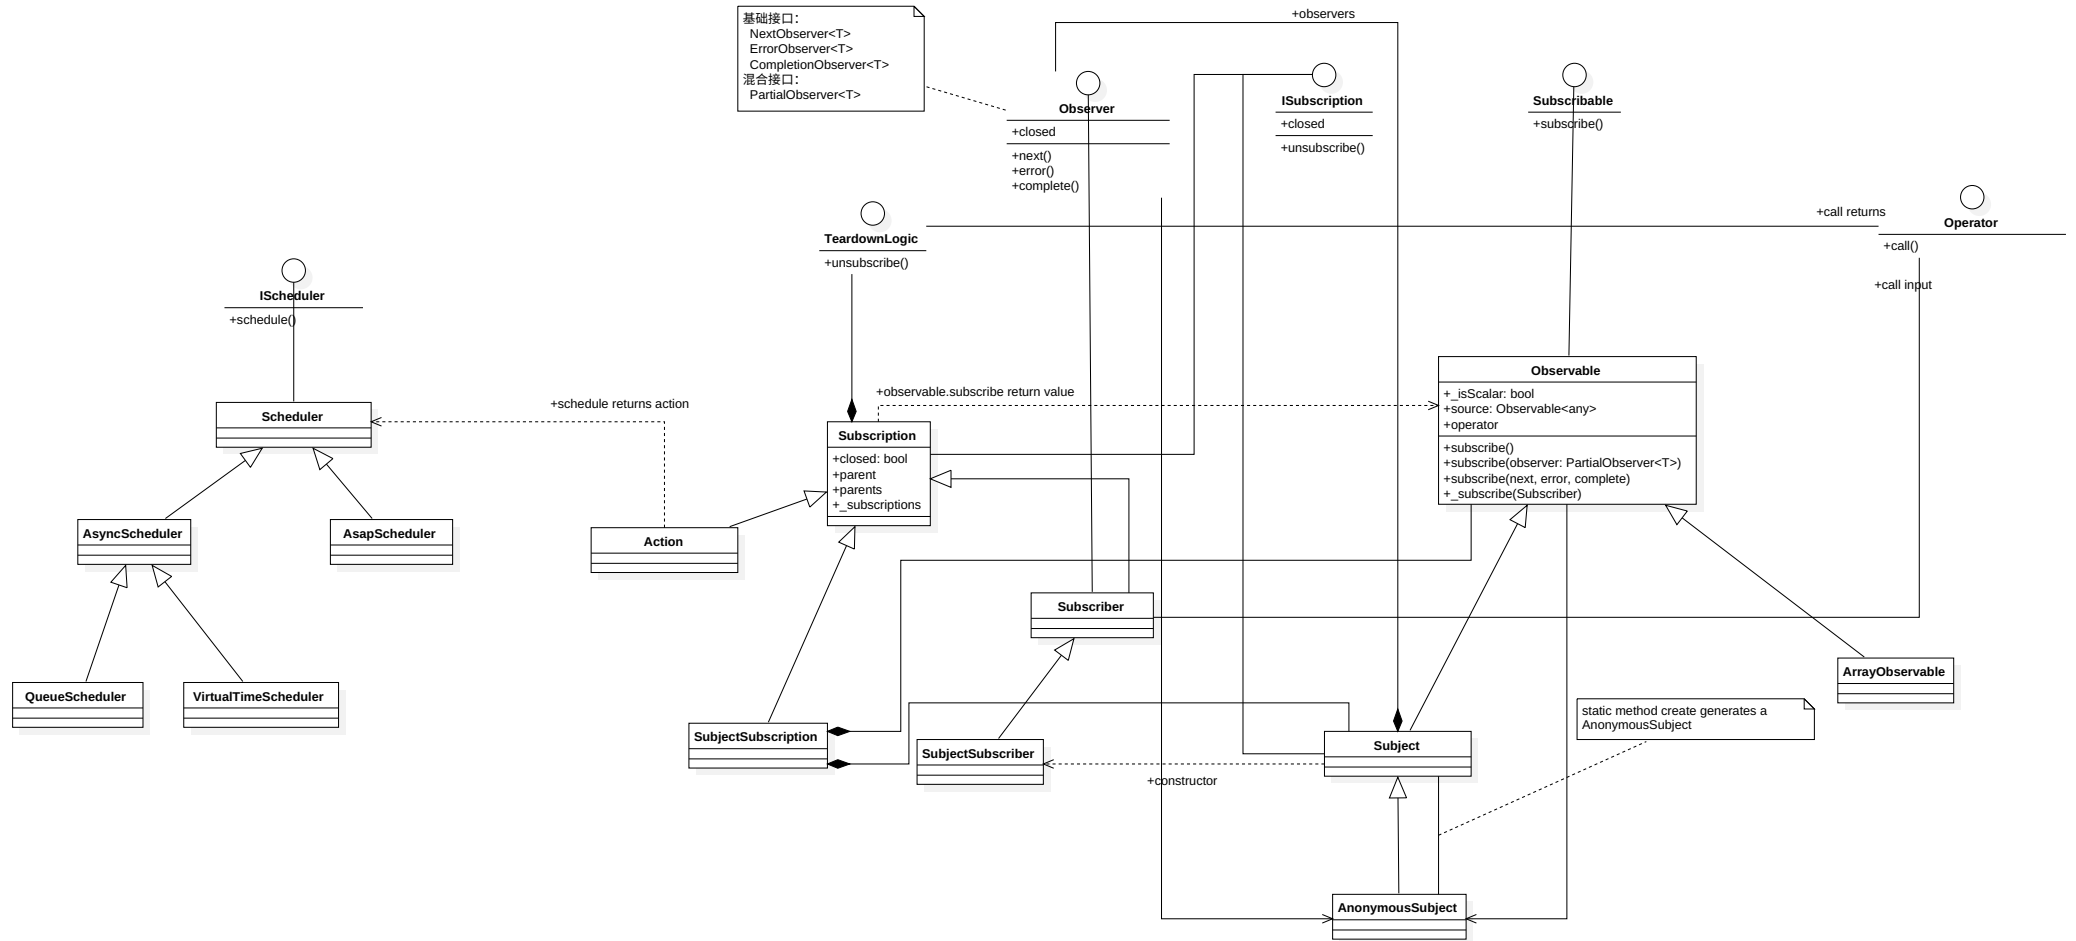 基础接口：
NextObserver<T>
ErrorObserver<T>
CompletionObserver<T>
混合接口：
PartialObserver<T>
+observers
Observer
+closed
+next()
+error()
+complete()
ISubscription
+closed
+unsubscribe()
Subscribable
+subscribe()
TeardownLogic
+unsubscribe()
+call returns
Operator
+call()
+call input
IScheduler
+schedule()
Scheduler
+schedule returns action
+observable.subscribe return value
Subscription
+closed: bool
+parent
+parents
+_subscriptions
Observable
+_isScalar: bool
+source: Observable<any>
+operator
+subscribe()
+subscribe(observer: PartialObserver<T>)
+subscribe(next, error, complete)
+_subscribe(Subscriber)
AsyncScheduler
AsapScheduler
Action
Subscriber
QueueScheduler
VirtualTimeScheduler
ArrayObservable
static method create generates a
AnonymousSubject
SubjectSubscription
SubjectSubscriber
Subject
+constructor
AnonymousSubject